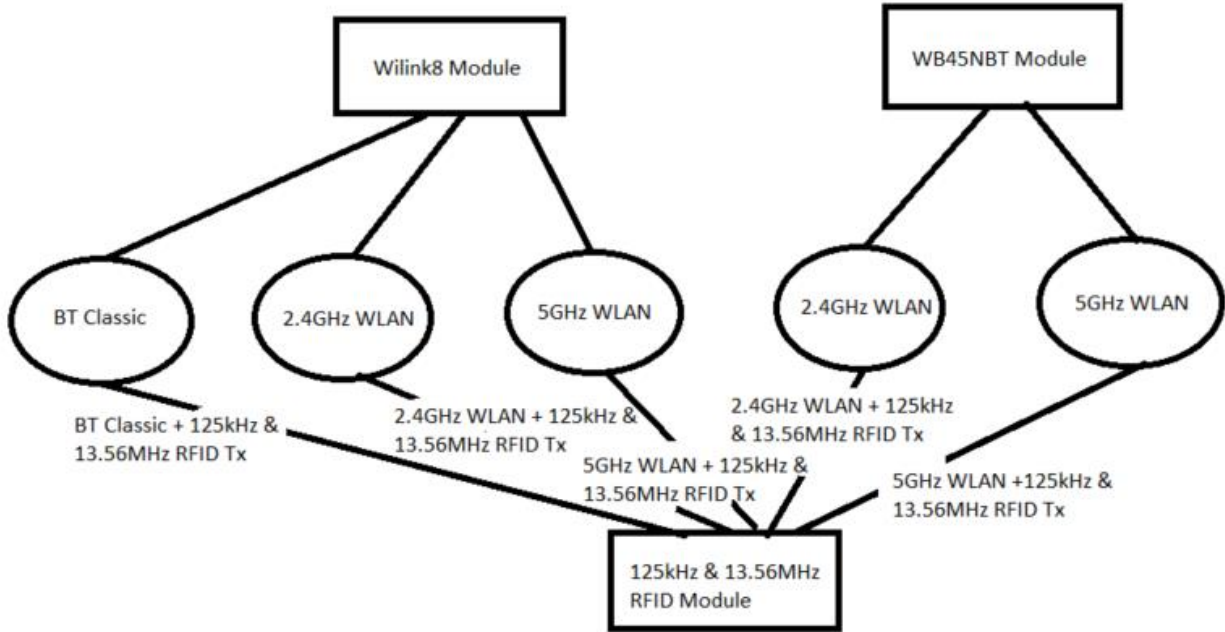 Wilink8 Module
WB45NBT Module
BT Classic
2.4GHz WLAN
5GHz WLAN
2.4GHz WLAN
5GHz WLAN
BT Classic + 125kHz &
13.56MHz RFID Tx
2.4GHz WLAN + 125kHz &
13.56MHz RFID Tx
5GHz WLAN + 125kHz &
13.56MHz RFID Tx
2.4GHz WLAN + 125kHz
& 13.56MHz RFID Tx
5GHz WLAN +125kHz &
13.56MHz RFID Tx
125kHz & 13.56MHz
RFID Module